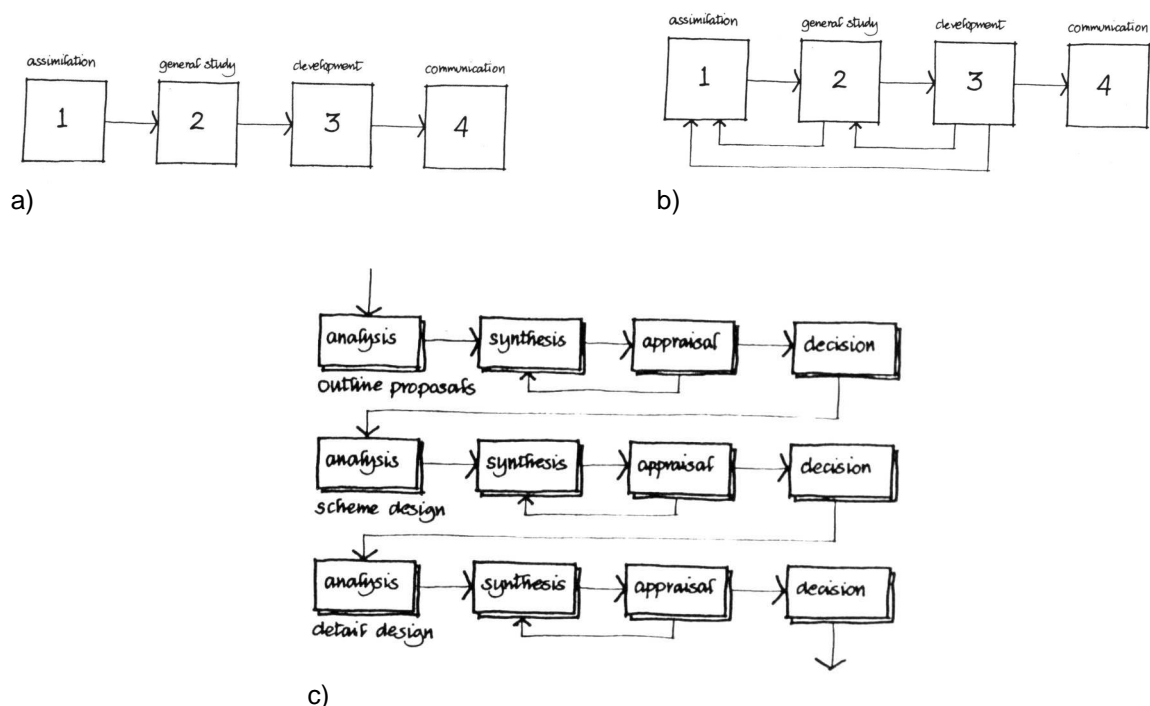 assimilation general study development communication
1 2 3 4
a)
assimilation general study development communication
1 2 3 4
b)
analysis synthesis appraisal decision
outline proposals
analysis synthesis appraisal decision
scheme design
analysis synthesis appraisal decision
detail design
c)